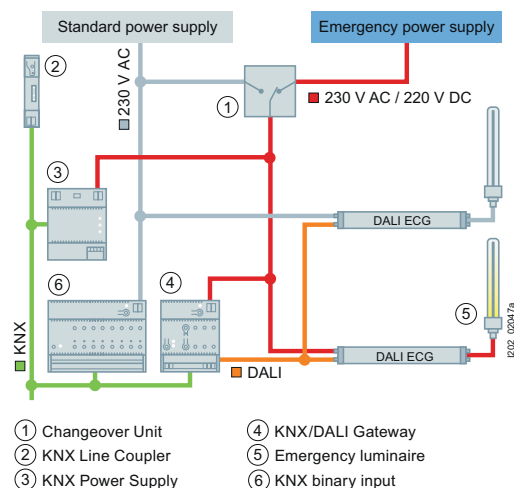 Standard power supply
Emergency power supply
2
230 V AC
1
230 V AC / 220 V DC
3
DALI ECG
6
4
5
I202_02047a
KNX
DALI ECG
DALI
1 Changeover Unit
2 KNX Line Coupler
3 KNX Power Supply
4 KNX/DALI Gateway
5 Emergency luminaire
6 KNX binary input